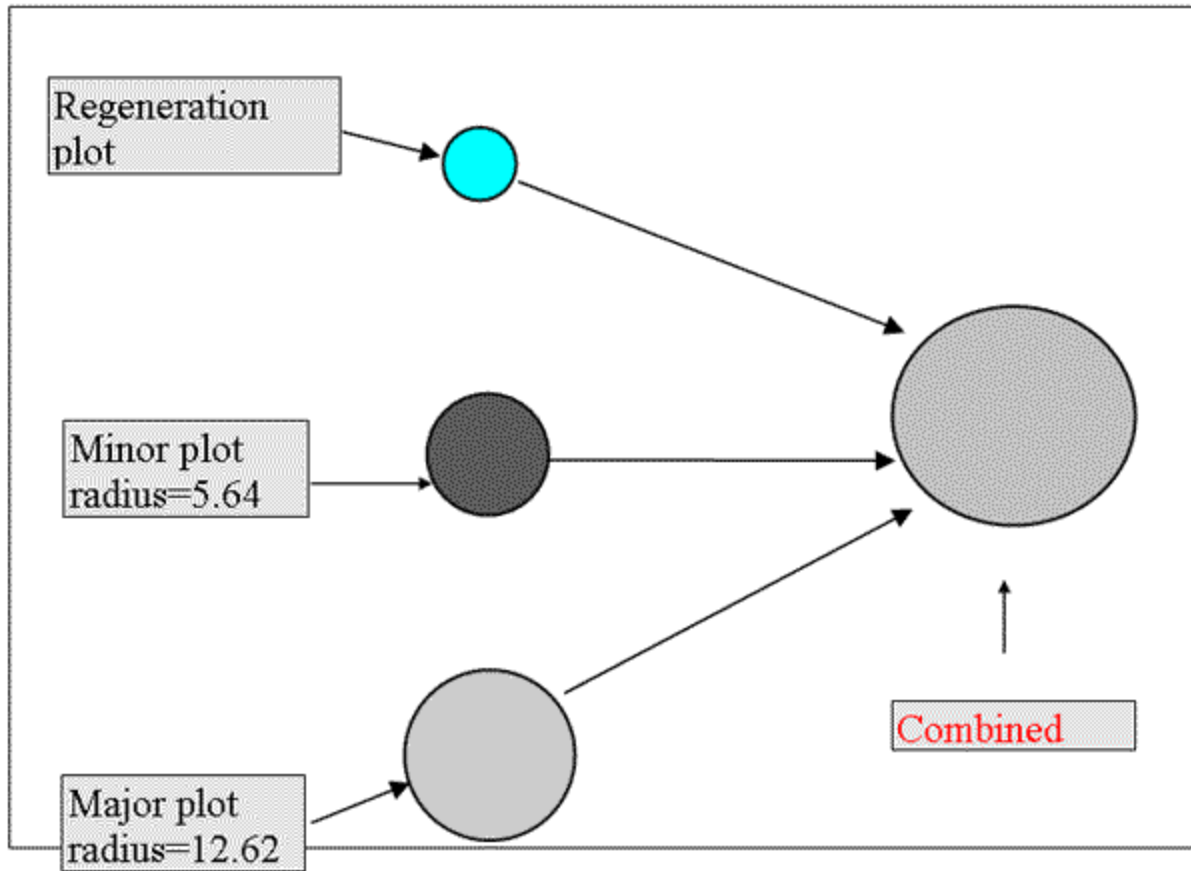 Regeneration
plot
Minor plot
radius=5.64
Combined
Major plot
radius=12.62